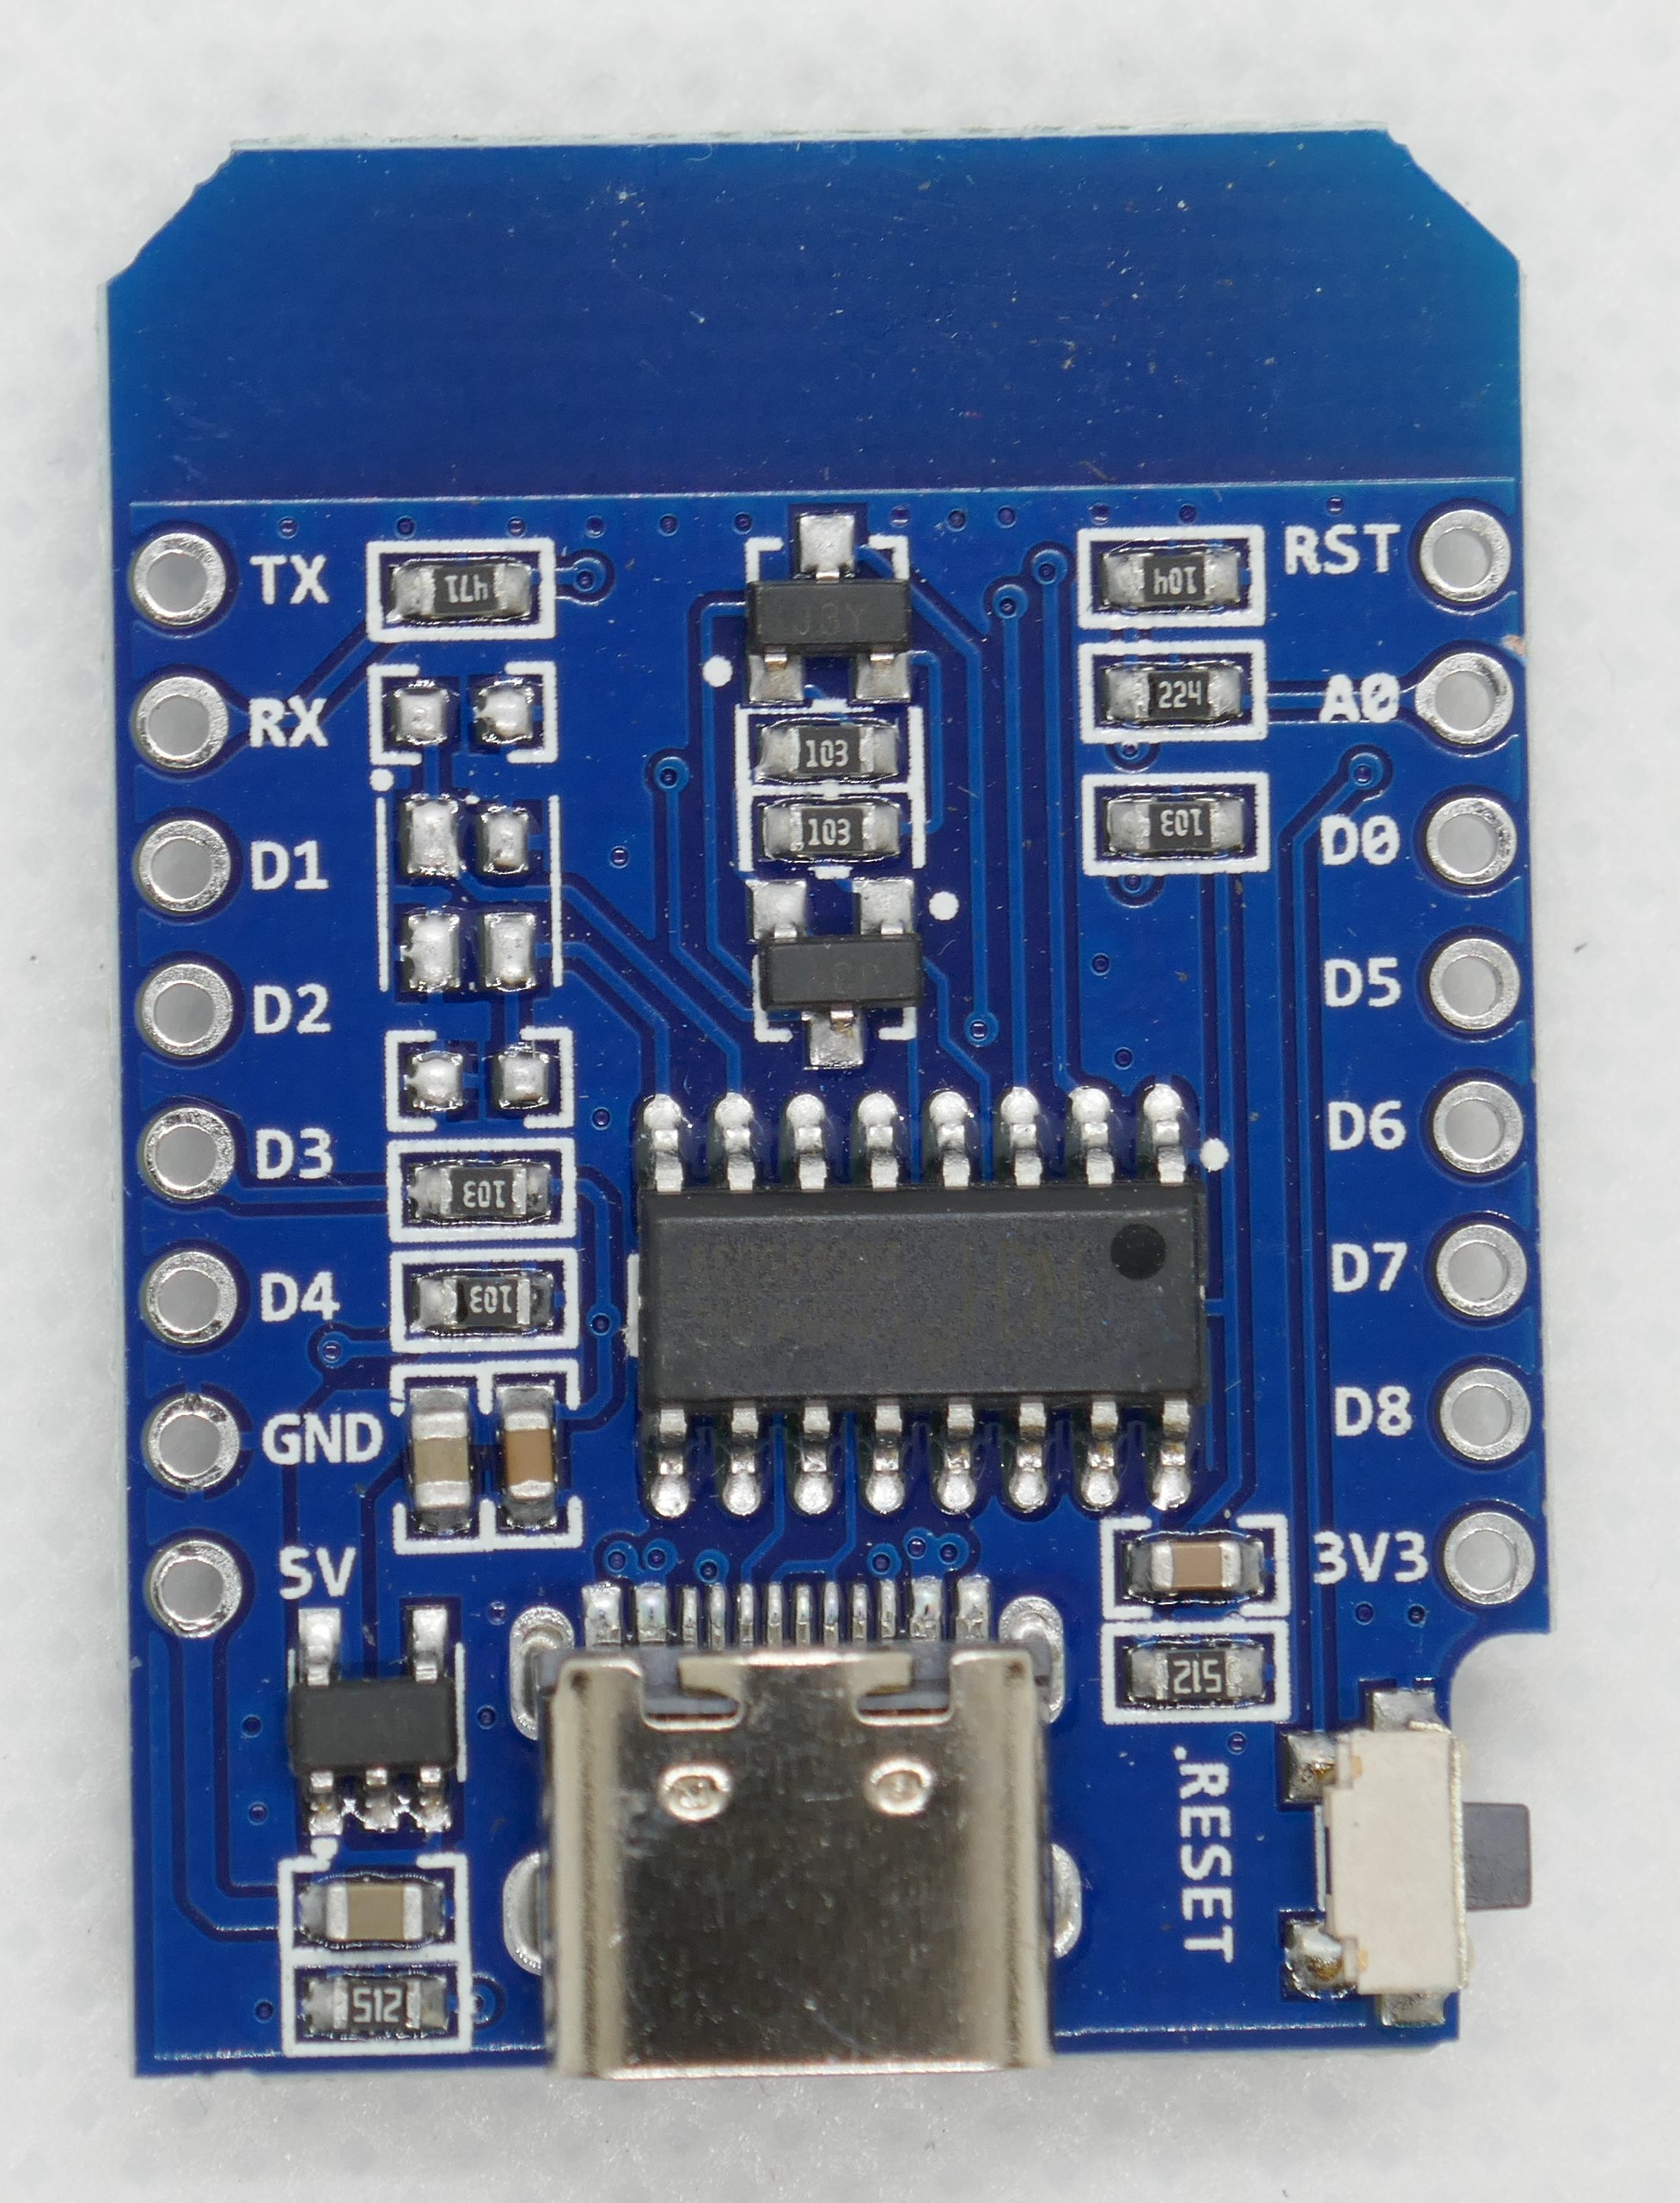 TX
471
J3Y
104
RST
RX
224
A0
103
103
103
D1
D0
D2
D5
D3
103
D6
D4
103
D7
GND
D8
5V
3V3
512
RESET
512